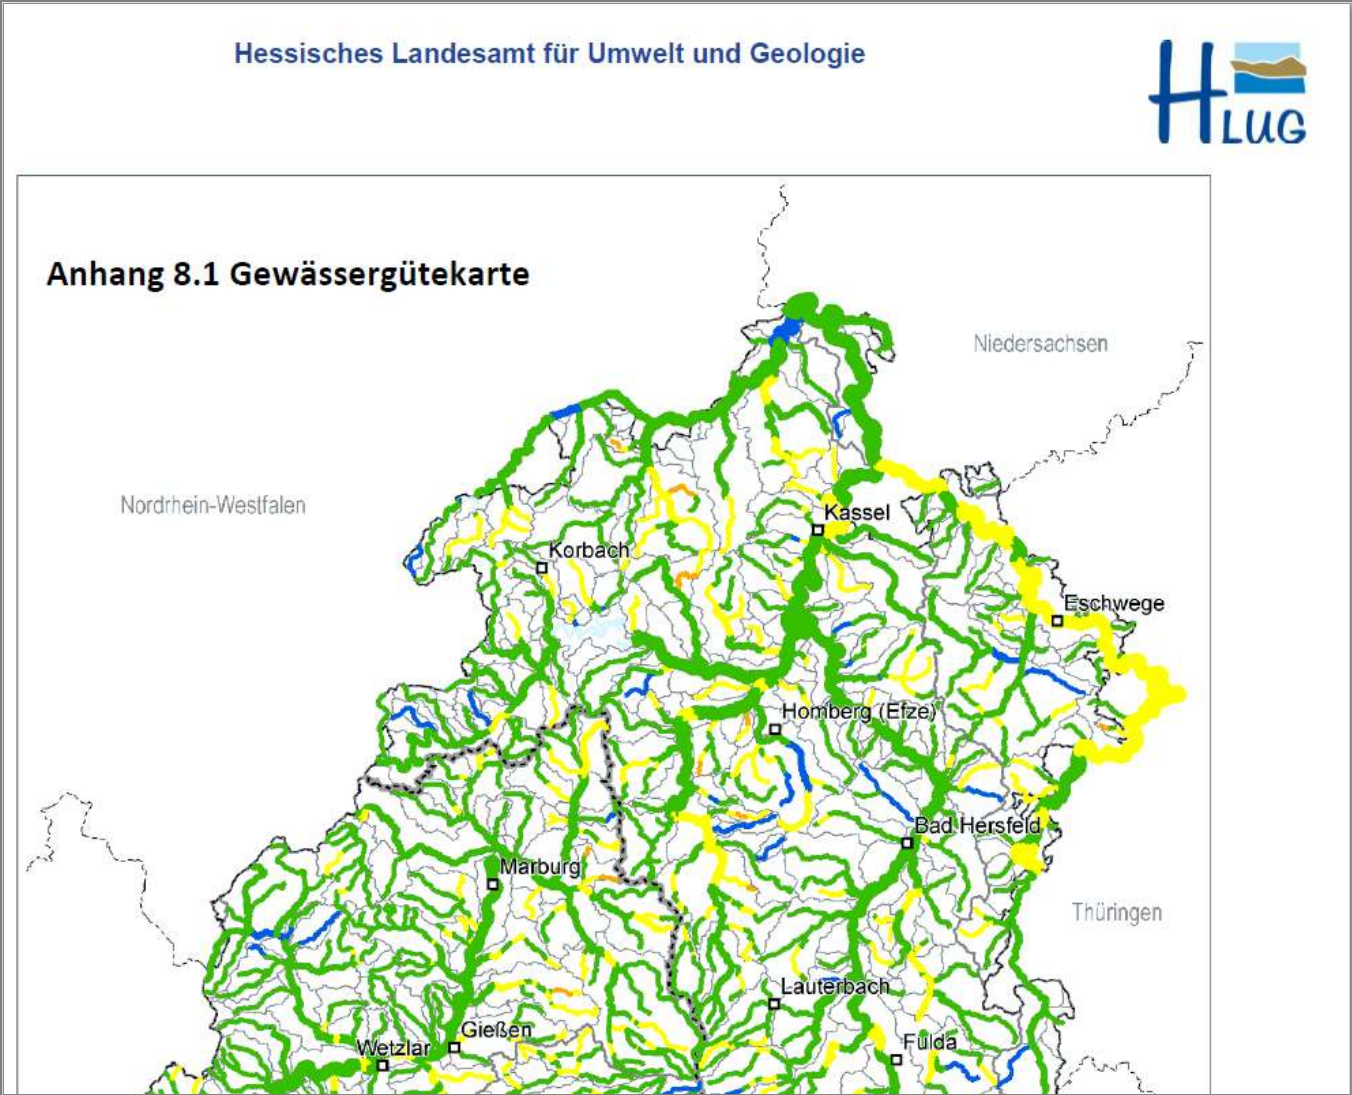 Hessisches Landesamt für Umwelt und Geologie
HLUG
Anhang 8.1 Gewässergütekarte
Niedersachsen
Nordrhein-Westfalen
Kassel
Korbach
Eschwege
Homberg (Efze)
Bad Hersfeld
Marburg
Thüringen
Lauterbach
Gießen
Fulda
Wetzlar